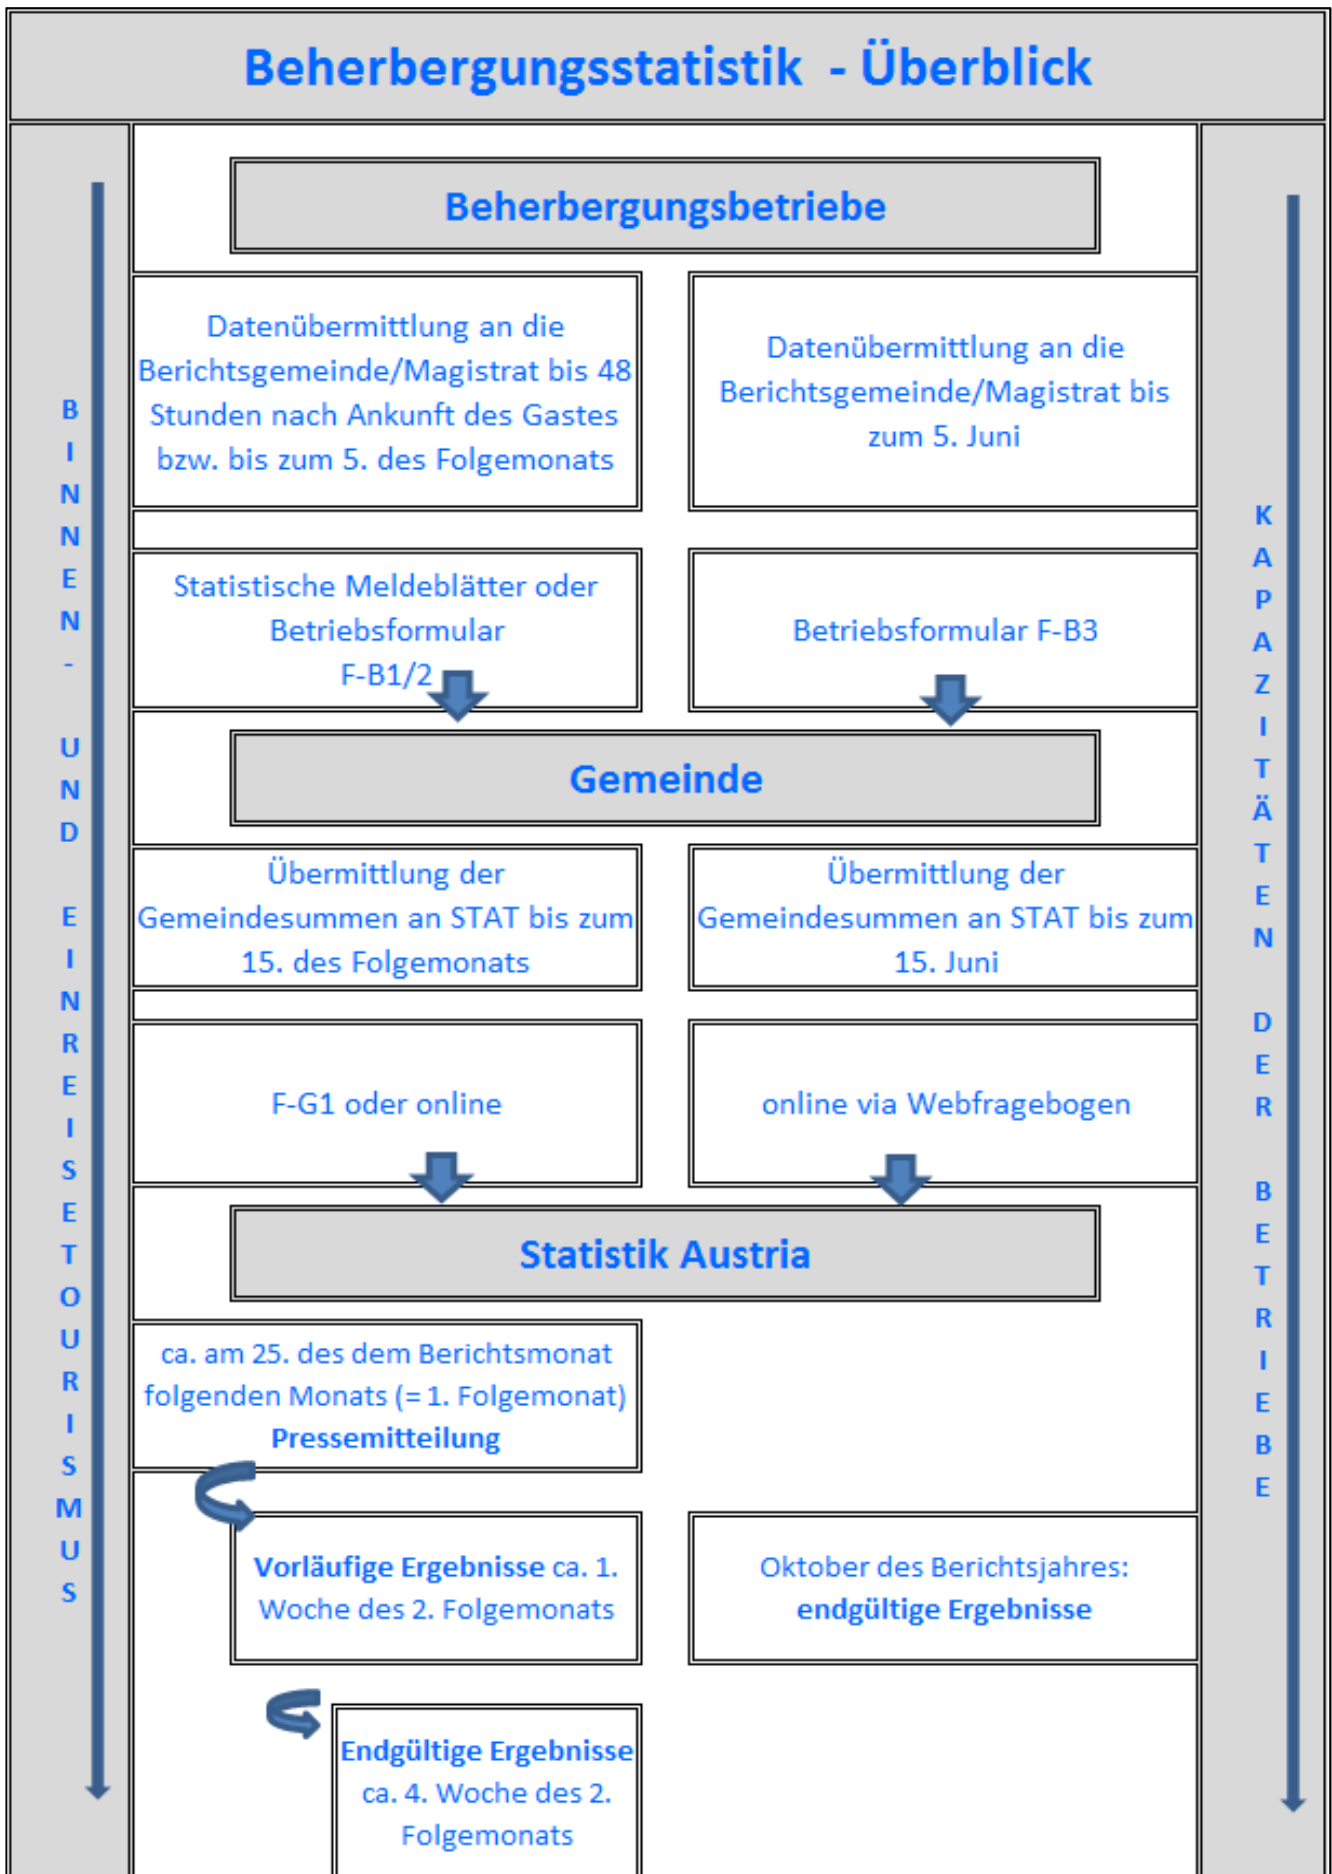 Beherbergungsstatistik - Überblick
Beherbergungsbetriebe
Datenübermittlung an die
Berichtsgemeinde/Magistrat bis 48
Stunden nach Ankunft des Gastes
bzw. bis zum 5. des Folgemonats
Datenübermittlung an die
Berichtsgemeinde/Magistrat bis
zum 5. Juni
Statistische Meldeblätter oder
Betriebsformular
F-B1/2
Betriebsformular F-B3
Gemeinde
Übermittlung der
Gemeindesummen an STAT bis zum
15. des Folgemonats
Übermittlung der
Gemeindesummen an STAT bis zum
15. Juni
F-G1 oder online
online via Webfragebogen
Statistik Austria
ca. am 25. des dem Berichtsmonat
folgenden Monats (= 1. Folgemonat)
Pressemitteilung
Vorläufige Ergebnisse ca. 1.
Woche des 2. Folgemonats
Oktober des Berichtsjahres:
endgültige Ergebnisse
Endgültige Ergebnisse
ca. 4. Woche des 2.
Folgemonats
BINNEN- UND EINREISETOURISMUS
KAPAZITÄTEN DER BETRIEBE